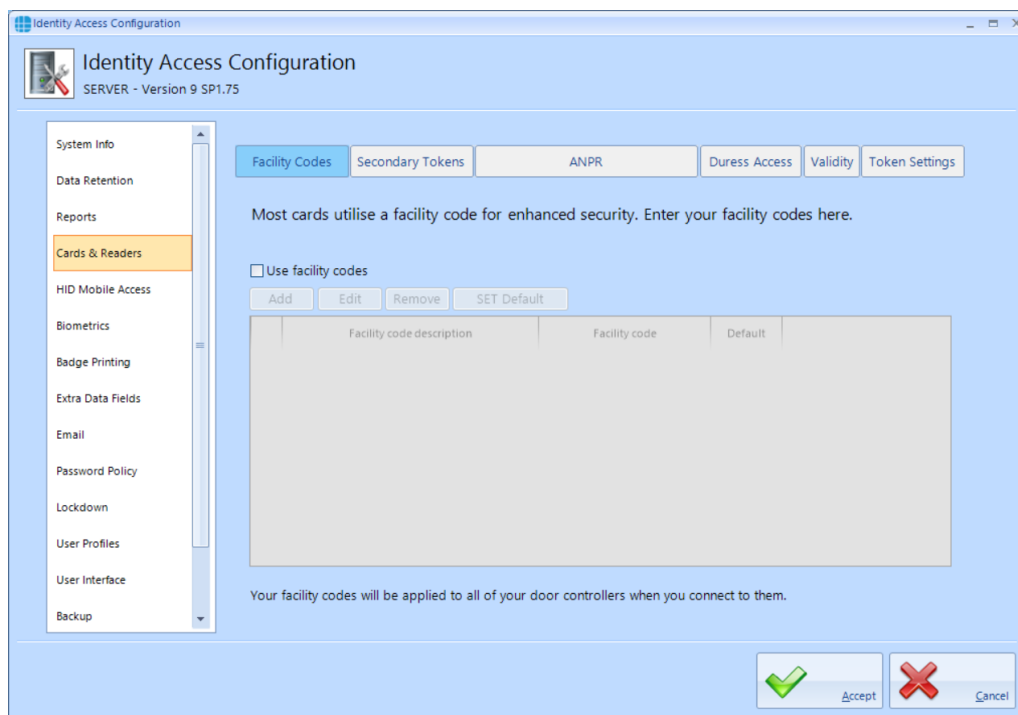 Identity Access Configuration
Identity Access Configuration
SERVER - Version 9 SP1.75
System Info
Data Retention
Reports
Cards & Readers
HID Mobile Access
Biometrics
Badge Printing
Extra Data Fields
Email
Password Policy
Lockdown
User Profiles
User Interface
Backup
Facility Codes Secondary Tokens ANPR Duress Access Validity Token Settings
Most cards utilise a facility code for enhanced security. Enter your facility codes here.
Use facility codes
Add Edit Remove SET Default
Facility code description Facility code Default
Your facility codes will be applied to all of your door controllers when you connect to them.
Accept Cancel